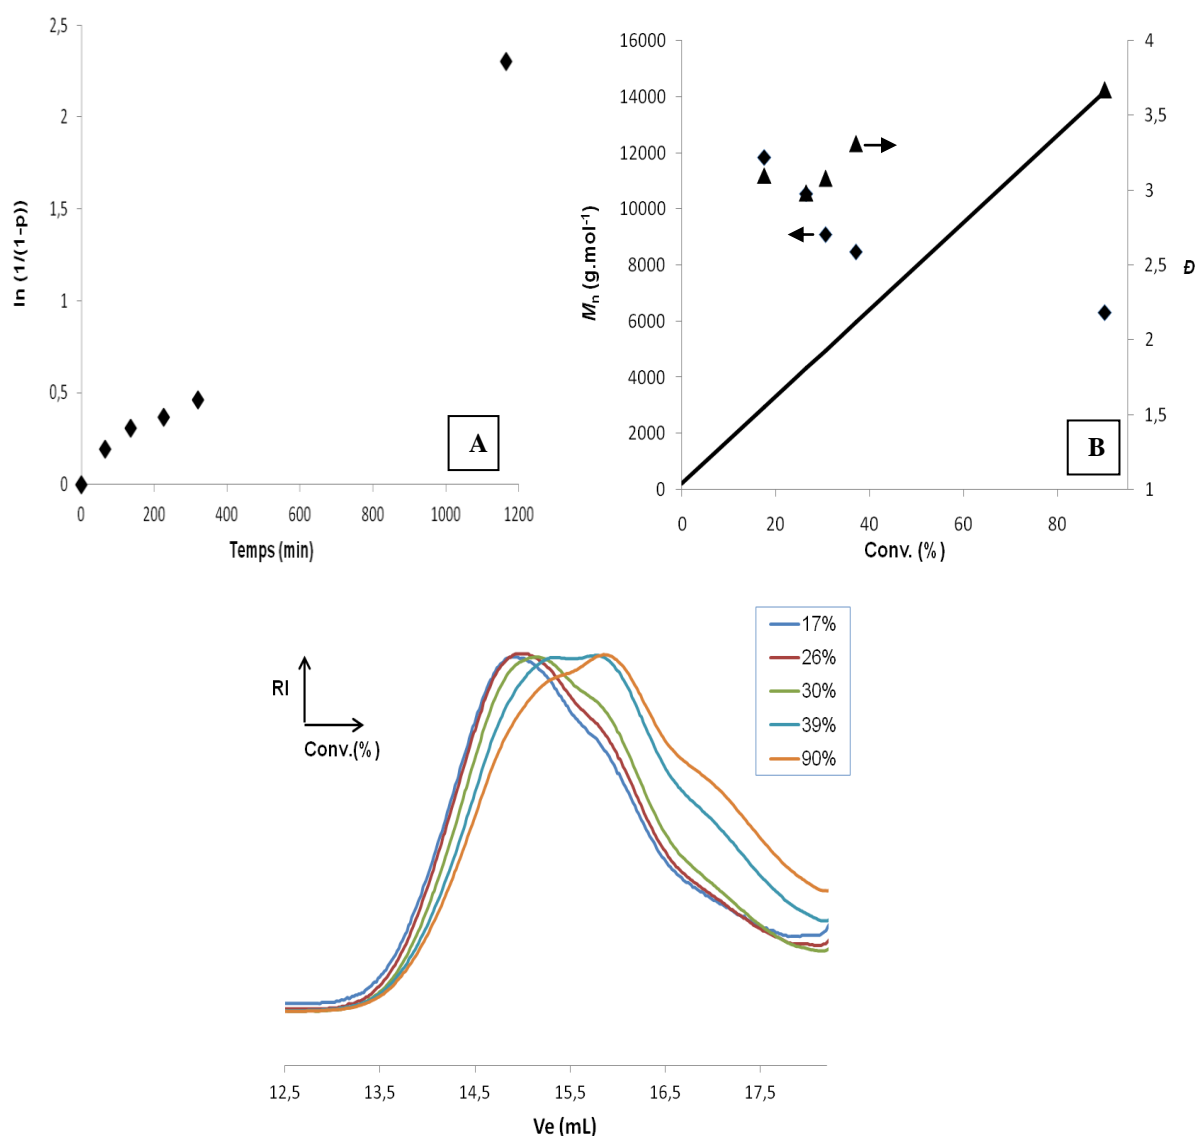 2,5
2
1,5
1
0,5
0
ln (1/(1-p))
0 200 400 600 800 1000 1200
Temps (min)
A
16000
14000
12000
10000
8000
6000
4000
2000
0
Mn (g.mol-1)
4
3,5
3
2,5
2
1,5
1
Đ
0 20 40 60 80
Conv. (%)
B
RI
Conv.(%)
17%
26%
30%
39%
90%
12,5 13,5 14,5 15,5 16,5 17,5
Ve (mL)